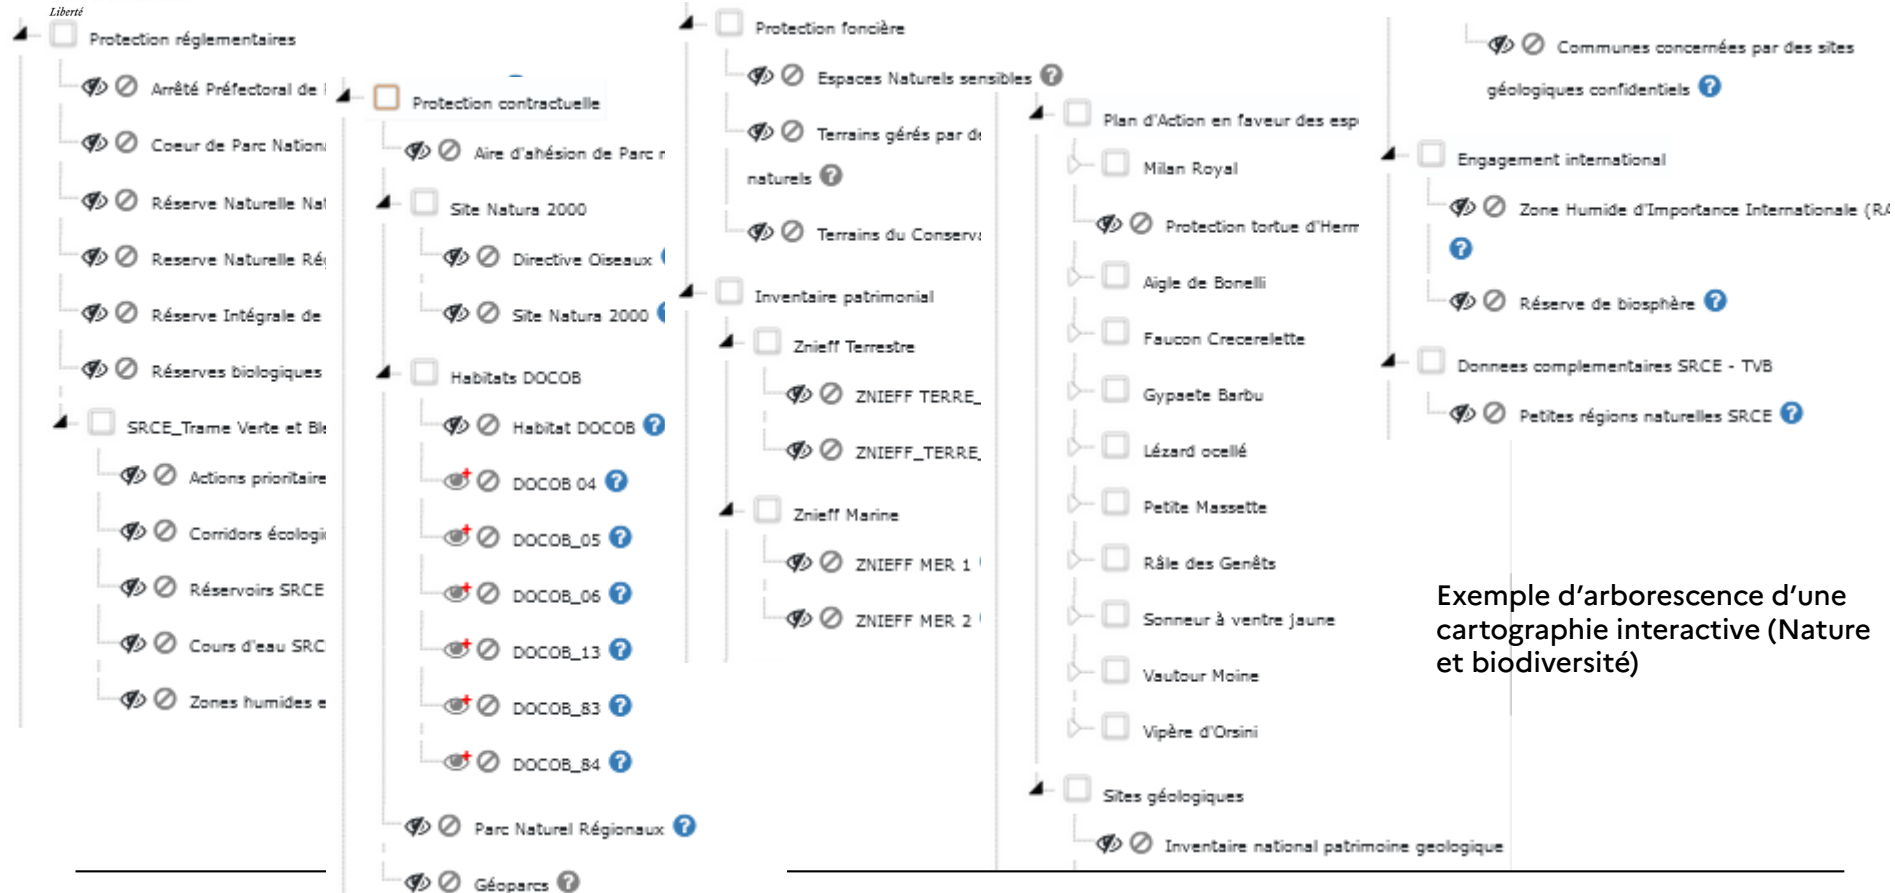 Liberté
Protection réglementaires
Arrêté Préfectoral de
Coeur de Parc Nation
Réserve Naturelle Nat
Reserve Naturelle Ré
Réserve Intégrale de
Réserves biologiques
SRCE_Trame Verte et Ble
Actions prioritaire
Corridors écologi
Réservoirs SRCE
Cours d'eau SRC
Zones humides e
Protection contractuelle
Aire d'ahésion de Parc r
Site Natura 2000
Directive Oiseaux
Site Natura 2000
Habitats DOCOB
Habitat DOCOB ?
DOCOB 04 ?
DOCOB_05 ?
DOCOB_06 ?
DOCOB_13 ?
DOCOB_83 ?
DOCOB_84 ?
Parc Naturel Régionaux ?
Géoparcs ?
Protection foncière
Espaces Naturels sensibles ?
Terrains gérés par de
naturels ?
Terrains du Conserva
Inventaire patrimonial
Znieff Terrestre
ZNIEFF TERRE_
ZNIEFF_TERRE_
Znieff Marine
ZNIEFF MER 1
ZNIEFF MER 2
Plan d'Action en faveur des esp
Milan Royal
Protection tortue d'Herm
Aigle de Bonelli
Faucon Crecerelette
Gypaete Barbu
Lézard ocellé
Petite Massette
Râle des Genêts
Sonneur à ventre jaune
Vautour Moine
Vipère d'Orsini
Sites géologiques
Inventaire national patrimoine geologique
Communes concernées par des sites
géologiques confidentiels ?
Engagement international
Zone Humide d'Importance Internationale (RA
?
Réserve de biosphère ?
Donnees complementaires SRCE - TVB
Petites régions naturelles SRCE ?
Exemple d'arborescence d'une
cartographie interactive (Nature
et biodiversité)